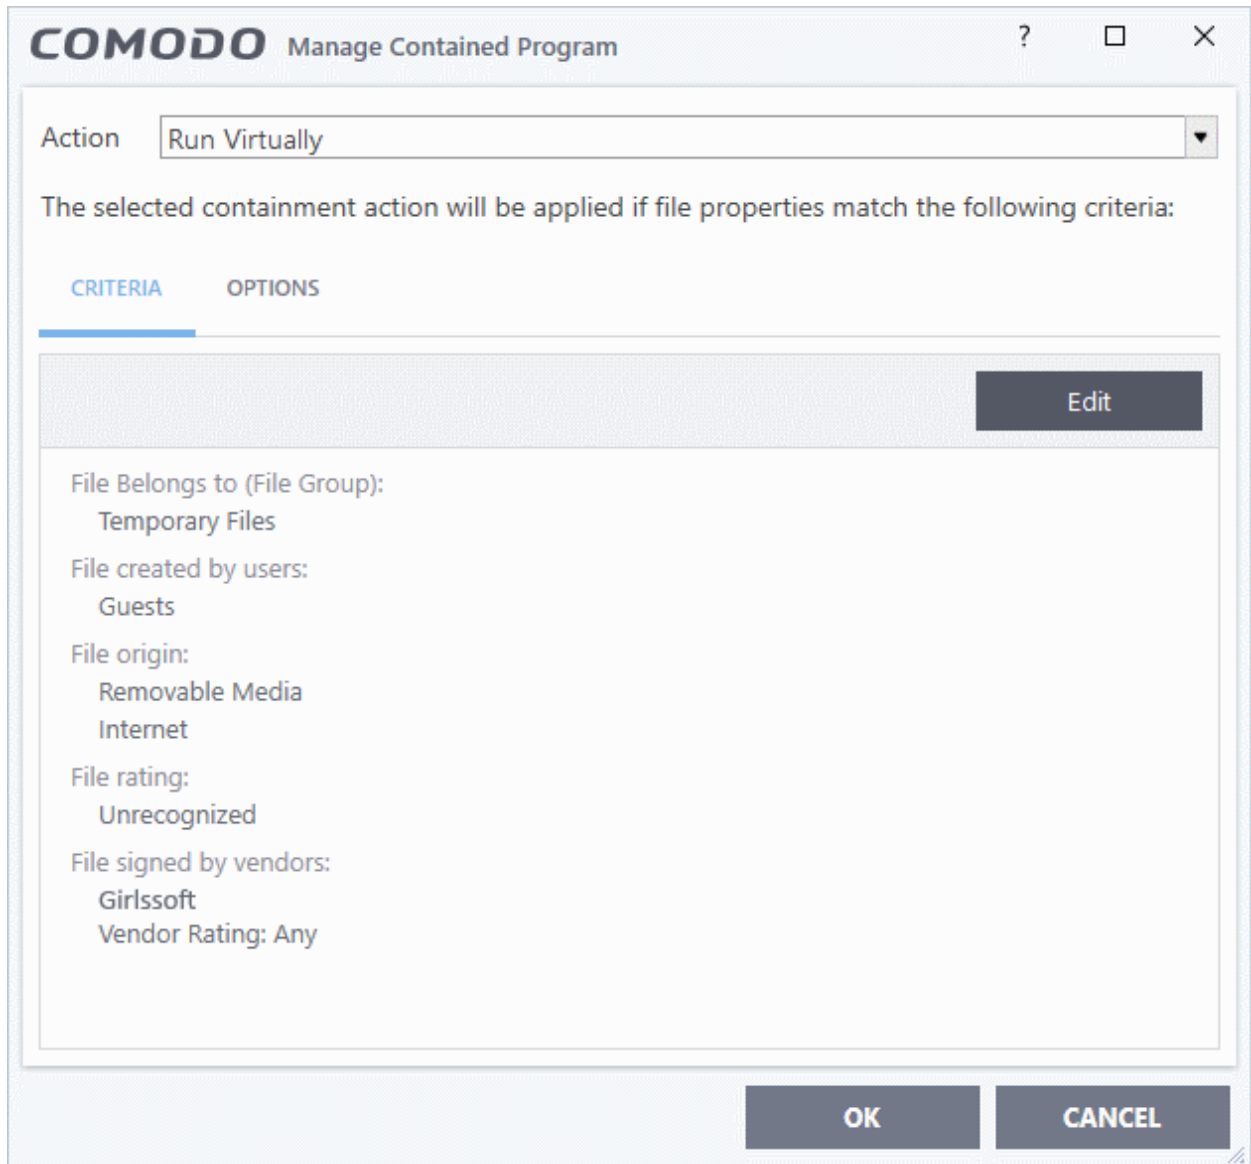 COMODO Manage Contained Program ?
Action Run Virtually
The selected containment action will be applied if file properties match the following criteria:
CRITERIA OPTIONS
Edit
File Belongs to (File Group):
Temporary Files
File created by users:
Guests
File origin:
Removable Media
Internet
File rating:
Unrecognized
File signed by vendors:
Girlssoft
Vendor Rating: Any
OK CANCEL